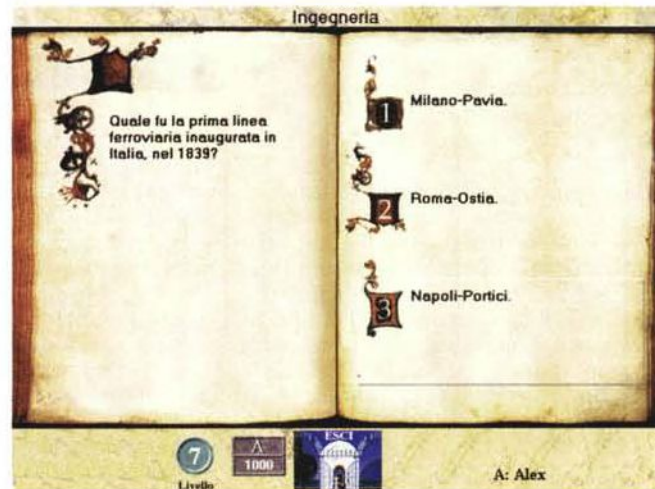 Ingegneria
Quale fu la prima linea
ferroviaria inaugurata in
Italia, nel 1839?
1
Milano-Pavia.
2
Roma-Ostia.
3
Napoli-Portici.
7
Livello
A
1000
ESCI
A: Alex